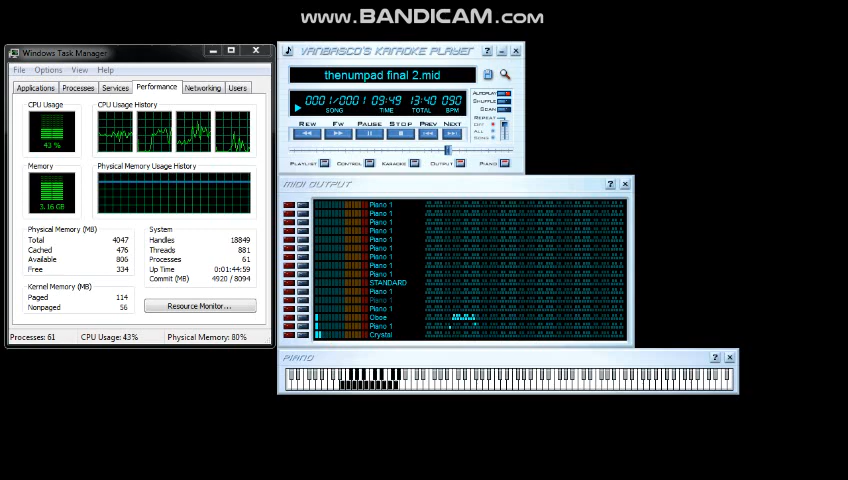 www.BANDICAM.com
Windows Task Manager
File Options View Help
Applications Processes Services Performance Networking Users
CPU Usage CPU Usage History
43 %
Memory Physical Memory Usage History
3.16 GB
Physical Memory (MB)
Total 4047
Cached 476
Available 806
Free 334
Kernel Memory (MB)
Paged 114
Nonpaged 56
System
Handles 18849
Threads 881
Processes 61
Up Time 0:01:44:59
Commit (MB) 4920 / 8094
Resource Monitor...
Processes: 61 CPU Usage: 43% Physical Memory: 80%
VANBASCO'S KARAOKE PLAYER ?
thenumpad final 2.mid
0001/0001 09:49 13:40 090
SONG TIME TOTAL BPM
REW FW PAUSE STOP PREV NEXT
AUTOPLAY
SHUFFLE
SCAN
REPEAT
OFF
ALL
SONG
PLAYLIST CONTROL KARAOKE OUTPUT PIANO
MIDI OUTPUT ?
Piano 1
Piano 1
Piano 1
Piano 1
Piano 1
Piano 1
Piano 1
Piano 1
Piano 1
STANDARD
Piano 1
Piano 1
Piano 1
Oboe
Piano 1
Crystal
PIANO ?